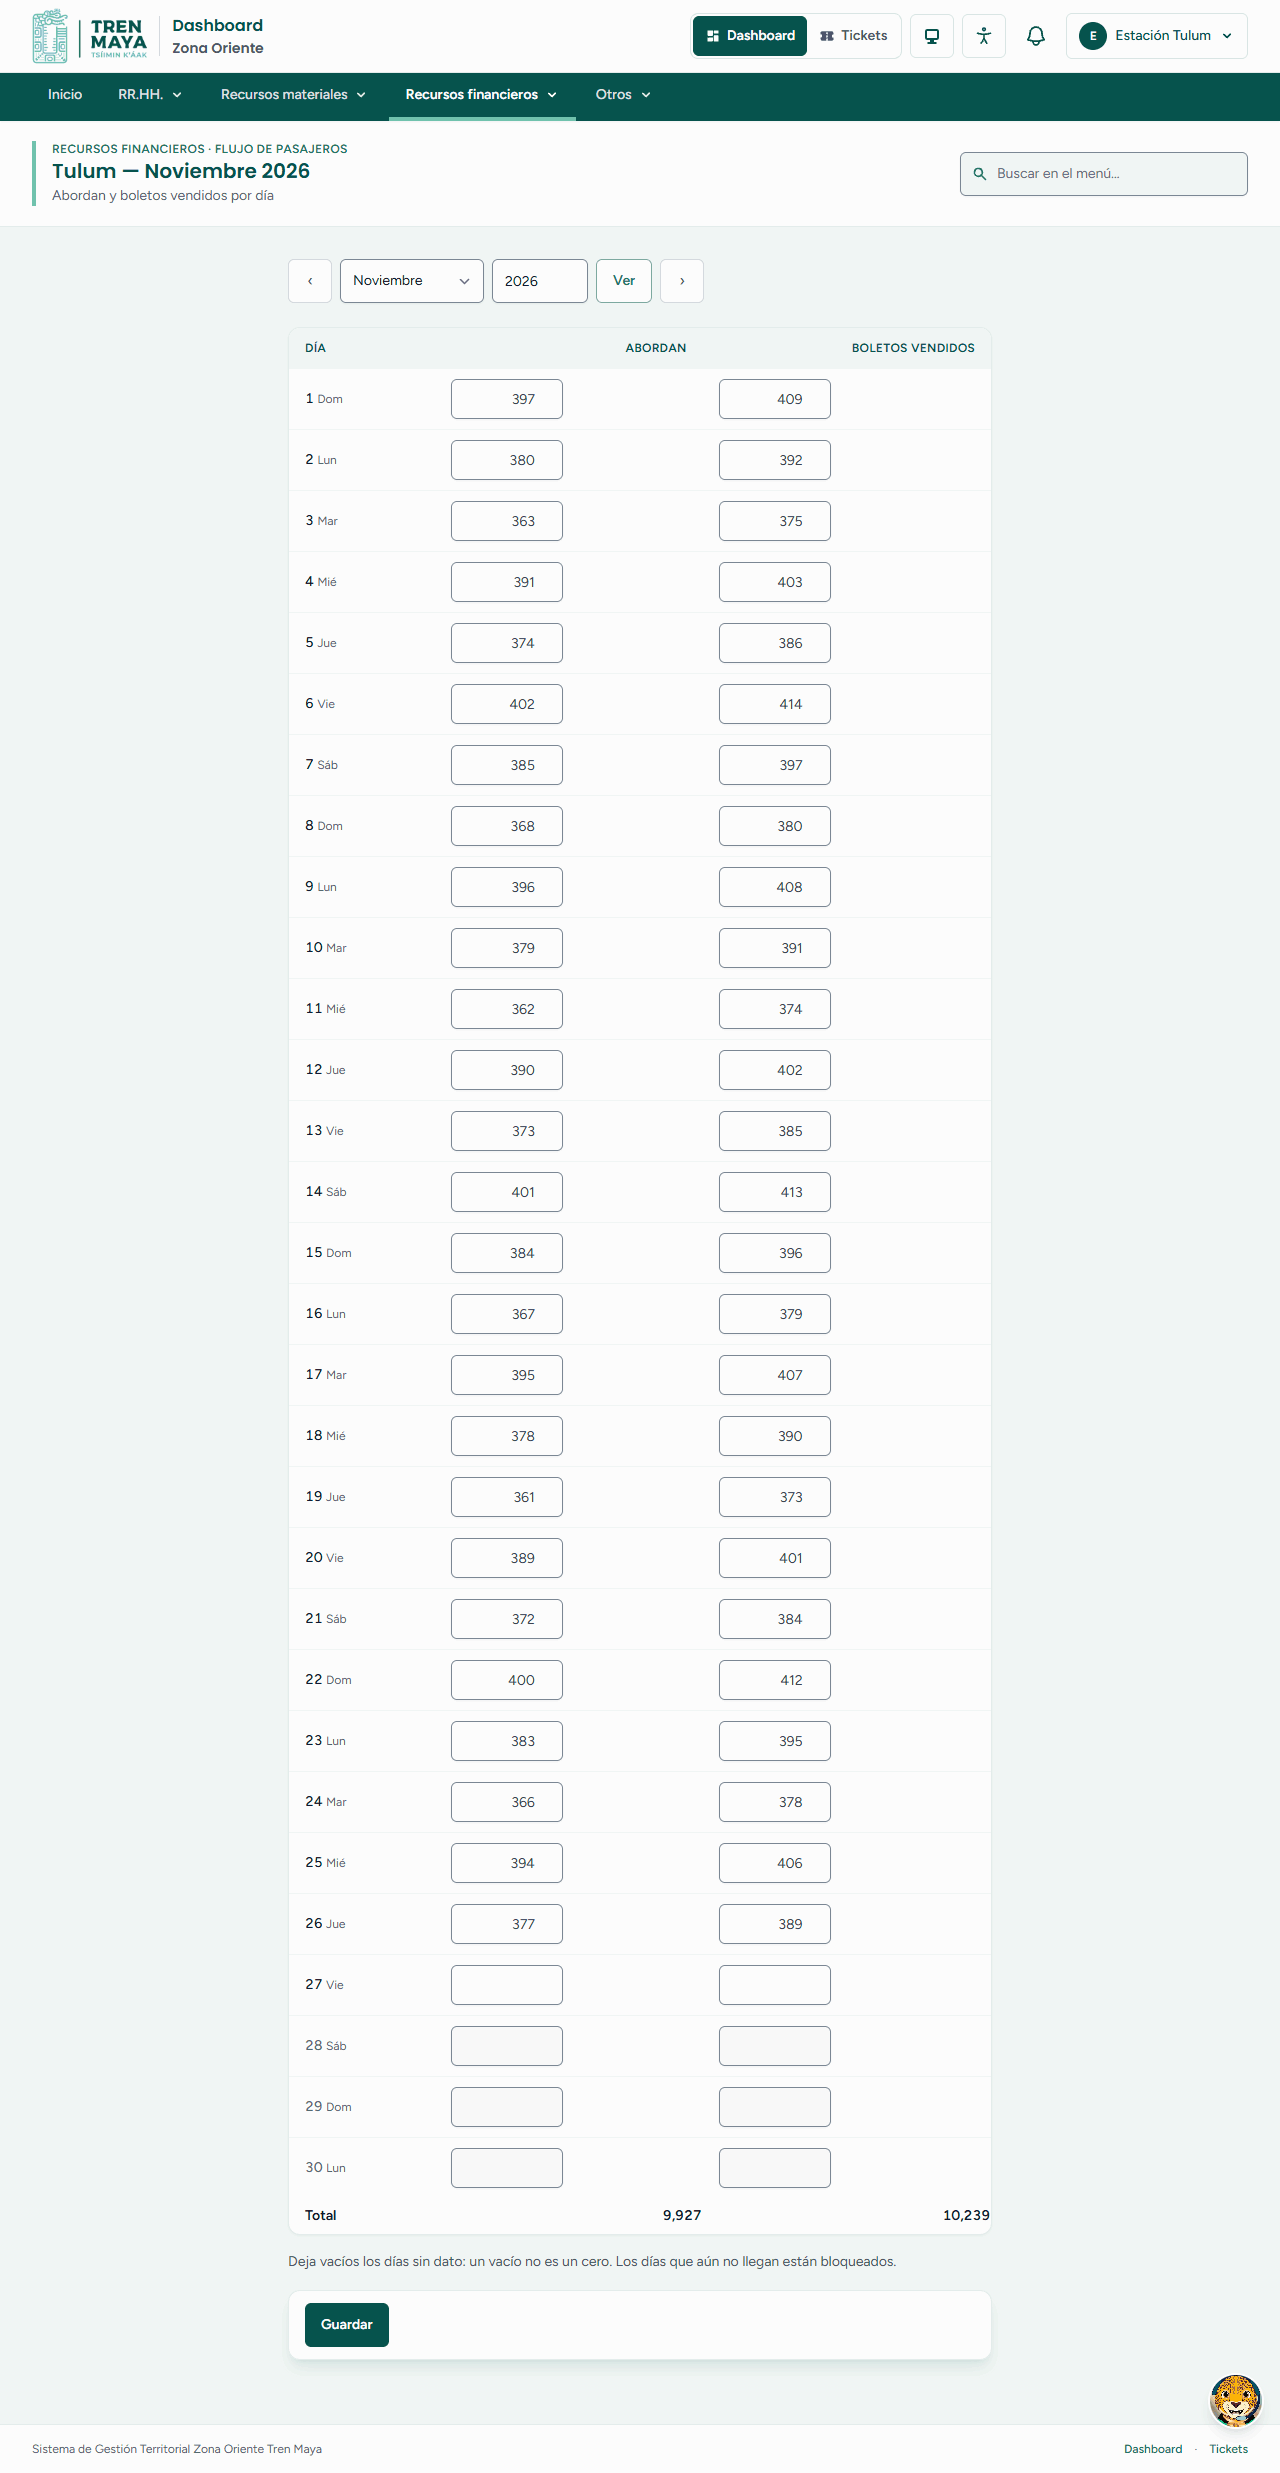 TREN MAYA
TSÍIMIN K'ÁAK
Dashboard
Zona Oriente
Dashboard
Tickets
E
Estación Tulum
Inicio
RR.HH.
Recursos materiales
Recursos financieros
Otros
RECURSOS FINANCIEROS · FLUJO DE PASAJEROS
Tulum — Noviembre 2026
Abordan y boletos vendidos por día
Buscar en el menú...
‹ Noviembre 2026 Ver ›
DÍA ABORDAN BOLETOS VENDIDOS
1 Dom 397 409
2 Lun 380 392
3 Mar 363 375
4 Mié 391 403
5 Jue 374 386
6 Vie 402 414
7 Sáb 385 397
8 Dom 368 380
9 Lun 396 408
10 Mar 379 391
11 Mié 362 374
12 Jue 390 402
13 Vie 373 385
14 Sáb 401 413
15 Dom 384 396
16 Lun 367 379
17 Mar 395 407
18 Mié 378 390
19 Jue 361 373
20 Vie 389 401
21 Sáb 372 384
22 Dom 400 412
23 Lun 383 395
24 Mar 366 378
25 Mié 394 406
26 Jue 377 389
27 Vie
28 Sáb
29 Dom
30 Lun
Total 9,927 10,239
Deja vacíos los días sin dato: un vacío no es un cero. Los días que aún no llegan están bloqueados.
Guardar
Sistema de Gestión Territorial Zona Oriente Tren Maya
Dashboard · Tickets